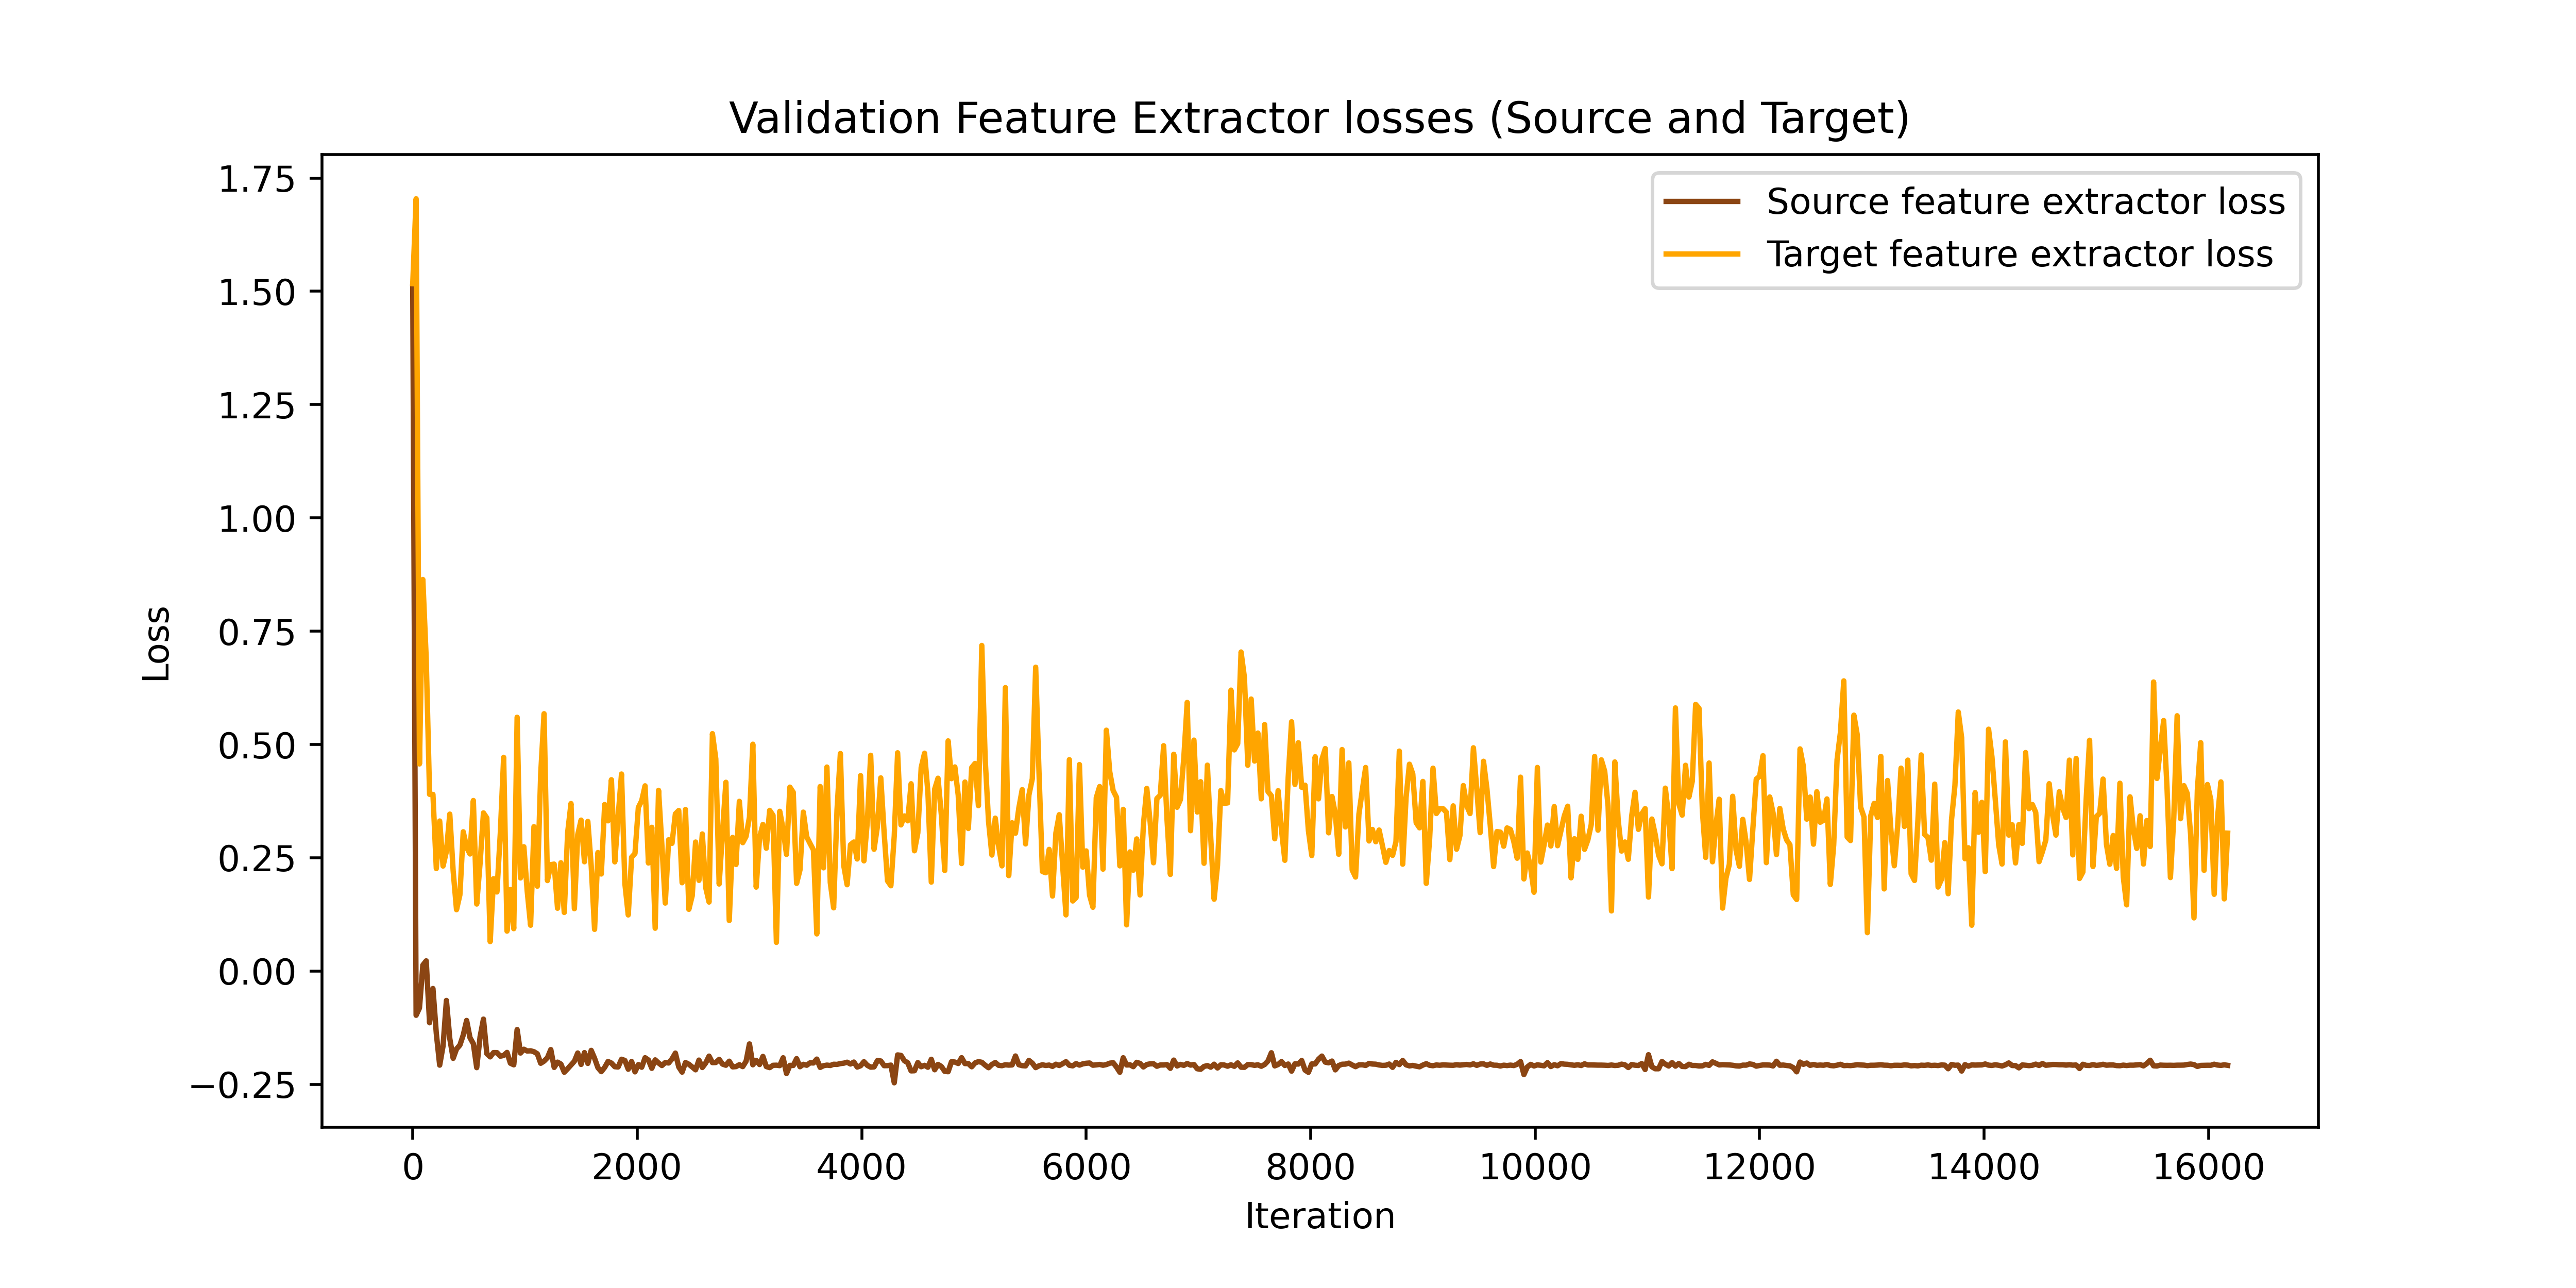 Validation Feature Extractor losses (Source and Target)
Source feature extractor loss
Target feature extractor loss
1.75
1.50
1.25
1.00
0.75
0.50
0.25
0.00
−0.25
Loss
0 2000 4000 6000 8000 10000 12000 14000 16000
Iteration